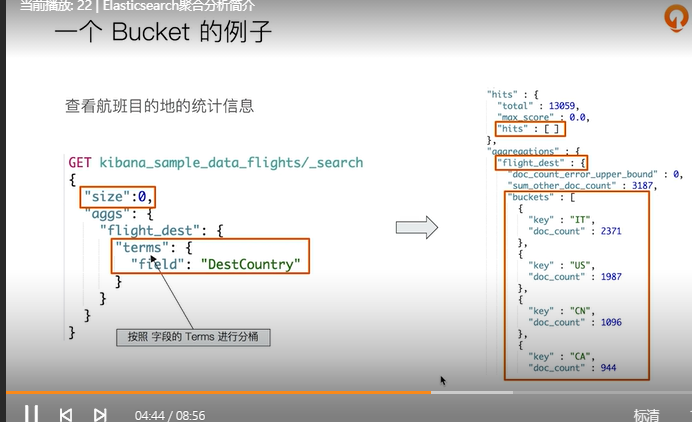 当前播放: 22 | Elasticsearch聚合分析简介
一个 Bucket 的例子
查看航班目的地的统计信息
GET kibana_sample_data_flights/_search
{
"size":0,
"aggs": {
"flight_dest": {
"terms": {
"field": "DestCountry"
}
}
}
}
按照 字段的 Terms 进行分桶
"hits" : {
"total" : 13059,
"max_score" : 0.0,
"hits" : [ ]
},
"aggregations" : {
"flight_dest" : {
"doc_count_error_upper_bound" : 0,
"sum_other_doc_count" : 3187,
"buckets" : [
{
"key" : "IT",
"doc_count" : 2371
},
{
"key" : "US",
"doc_count" : 1987
},
{
"key" : "CN",
"doc_count" : 1096
},
{
"key" : "CA",
"doc_count" : 944
04:44 / 08:56
标清